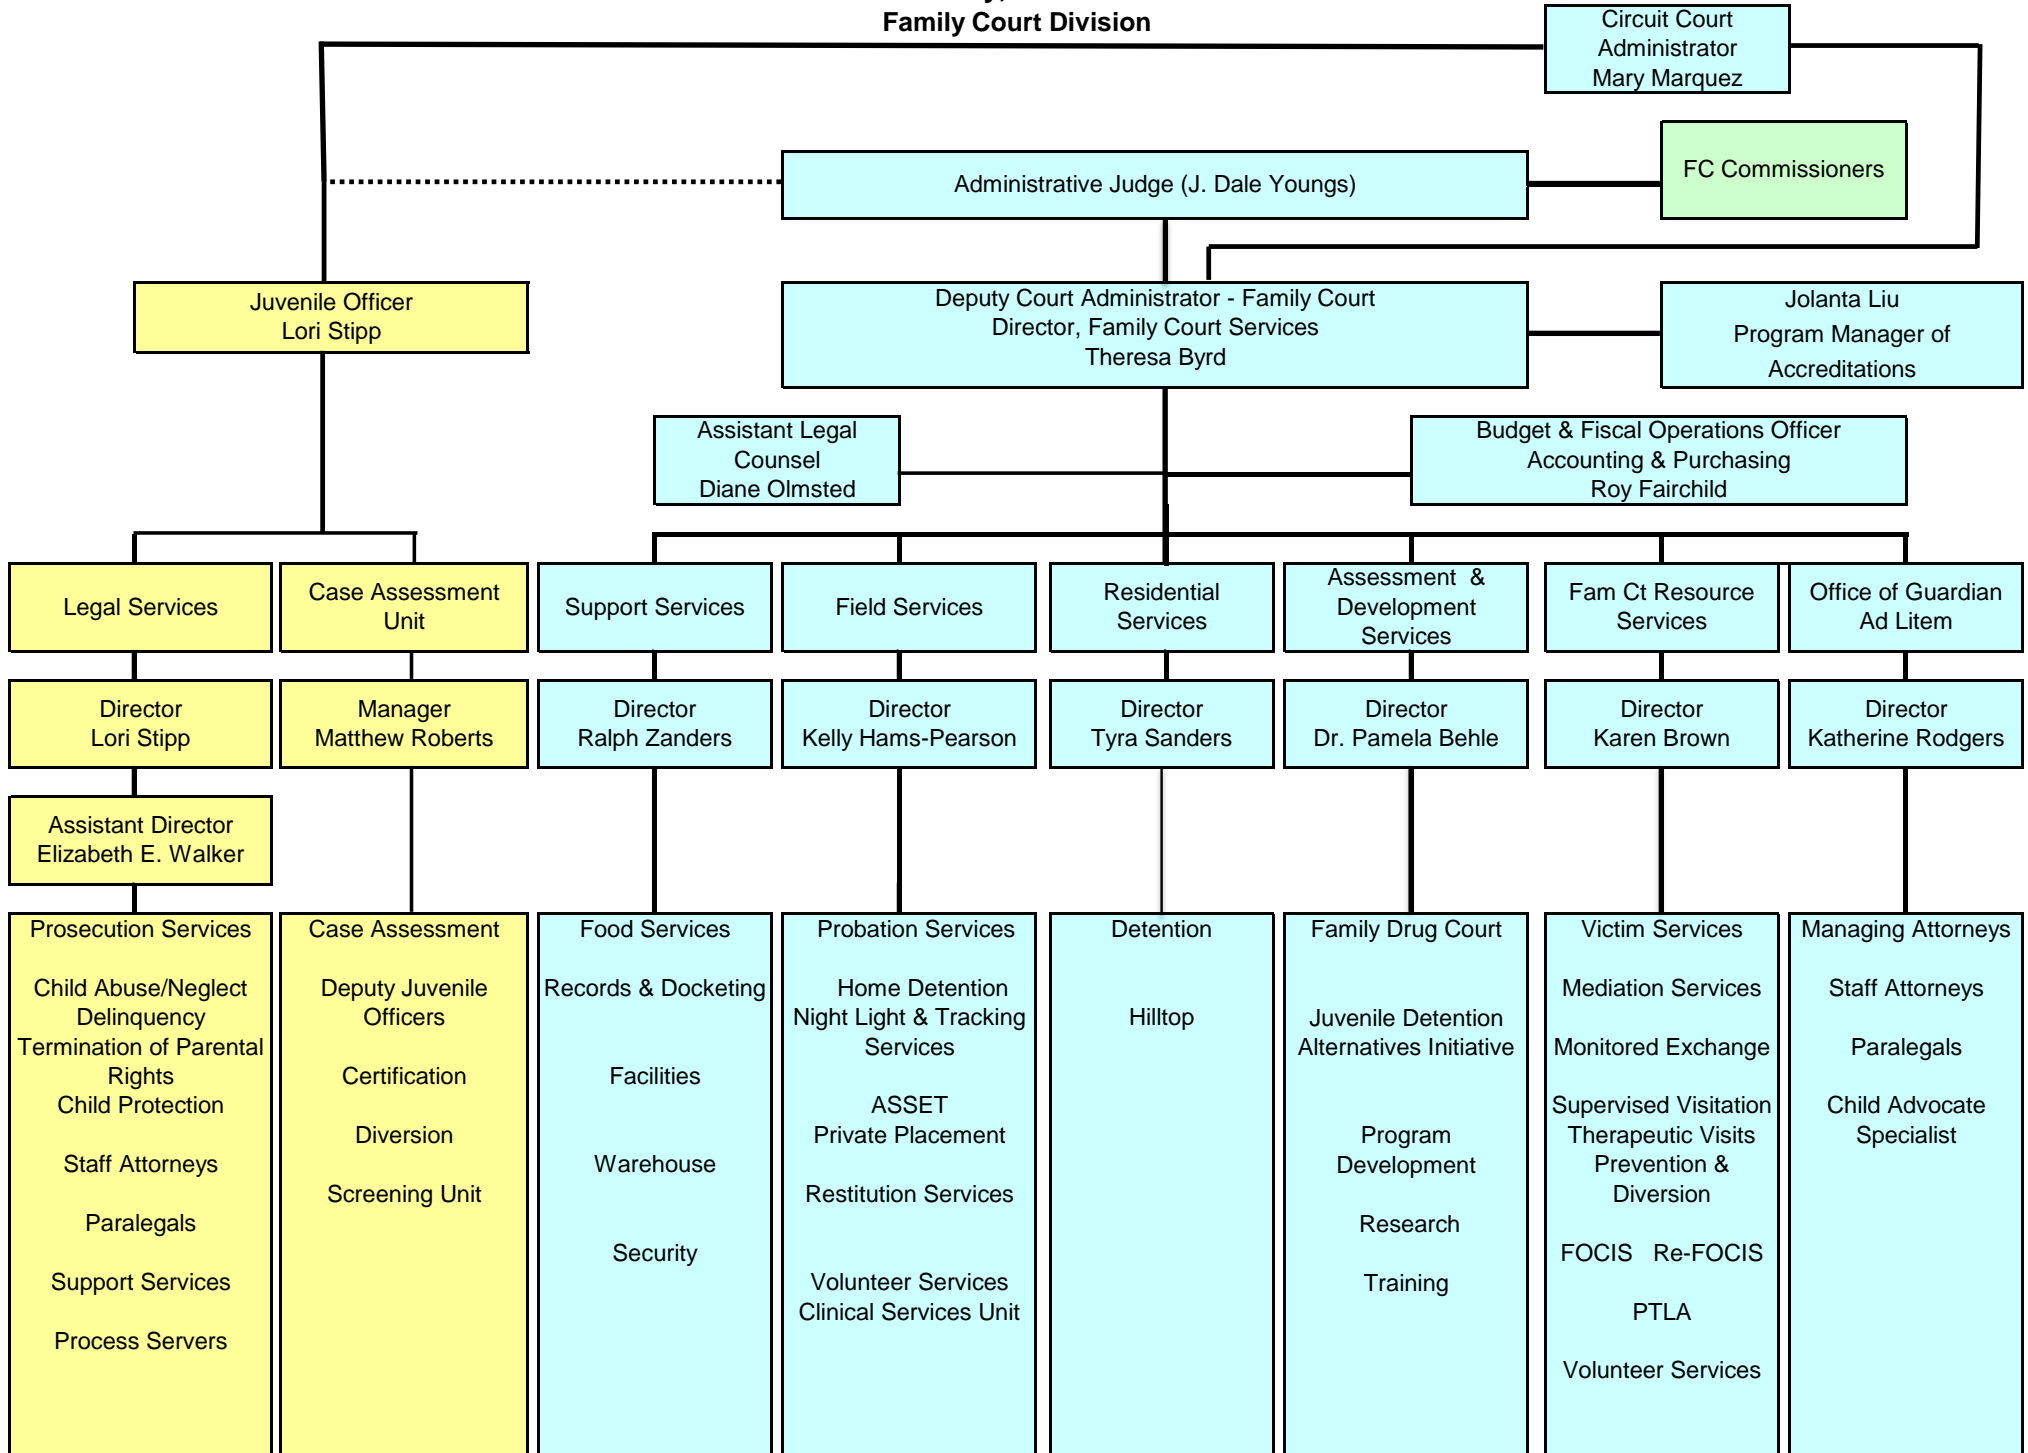 Family Court Division
Circuit Court
Administrator
Mary Marquez
FC Commissioners
Administrative Judge (J. Dale Youngs)
Juvenile Officer
Lori Stipp
Deputy Court Administrator - Family Court
Director, Family Court Services
Theresa Byrd
Jolanta Liu
Program Manager of
Accreditations
Assistant Legal
Counsel
Diane Olmsted
Budget & Fiscal Operations Officer
Accounting & Purchasing
Roy Fairchild
Legal Services
Case Assessment
Unit
Support Services
Field Services
Residential
Services
Assessment & 
Development
Services
Fam Ct Resource
Services
Office of Guardian
Ad Litem
Director
Lori Stipp
Manager
Matthew Roberts
Director
Ralph Zanders
Director
Kelly Hams-Pearson
Director
Tyra Sanders
Director
Dr. Pamela Behle
Director
Karen Brown
Director
Katherine Rodgers
Assistant Director
Elizabeth E. Walker
Prosecution Services
Child Abuse/Neglect
Delinquency
Termination of Parental
Rights
Child Protection
Staff Attorneys
Paralegals
Support Services
Process Servers
Case Assessment
Deputy Juvenile
Officers
Certification
Diversion
Screening Unit
Food Services
Records & Docketing
Facilities
Warehouse
Security
Probation Services
Home Detention
Night Light & Tracking
Services
ASSET
Private Placement
Restitution Services
Volunteer Services
Clinical Services Unit
Detention
Hilltop
Family Drug Court
Juvenile Detention
Alternatives Initiative
Program
Development
Research
Training
Victim Services
Mediation Services
Monitored Exchange
Supervised Visitation
Therapeutic Visits
Prevention &
Diversion
FOCIS Re-FOCIS
PTLA
Volunteer Services
Managing Attorneys
Staff Attorneys
Paralegals
Child Advocate
Specialist